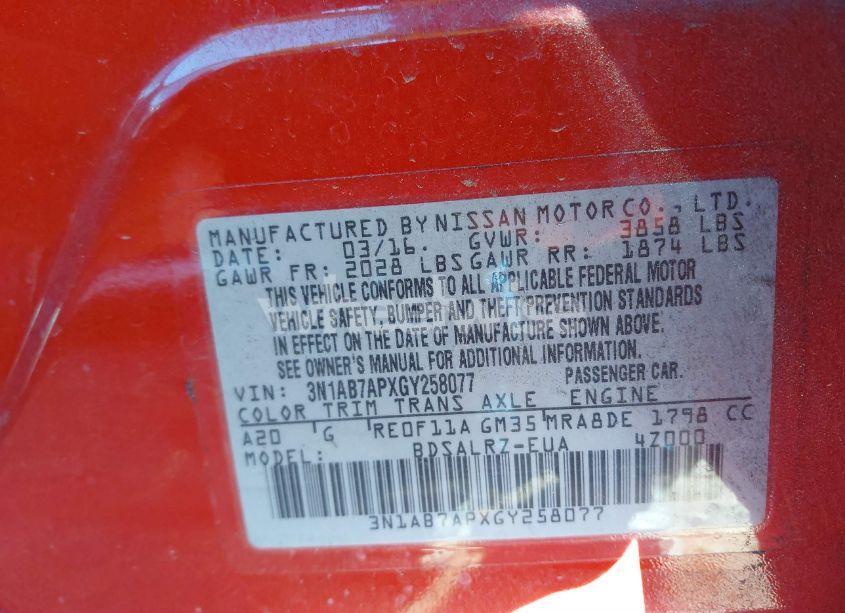 MANUFACTURED BY NISSAN MOTOR CO., LTD.
DATE: 03/16. GVWR: 3858 LBS
GAWR FR: 2028 LBS GAWR RR: 1874 LBS
THIS VEHICLE CONFORMS TO ALL APPLICABLE FEDERAL MOTOR
VEHICLE SAFETY, BUMPER AND THEFT PREVENTION STANDARDS
IN EFFECT ON THE DATE OF MANUFACTURE SHOWN ABOVE.
SEE OWNER'S MANUAL FOR ADDITIONAL INFORMATION.
VIN: 3N1AB7APXGY258077 PASSENGER CAR.
COLOR TRIM TRANS AXLE ENGINE
A20 G RE0F11A GM35 MRA8DE 1798 CC
MODEL: BDSALRZ-EUA 4Z000
3N1AB7APXGY258077